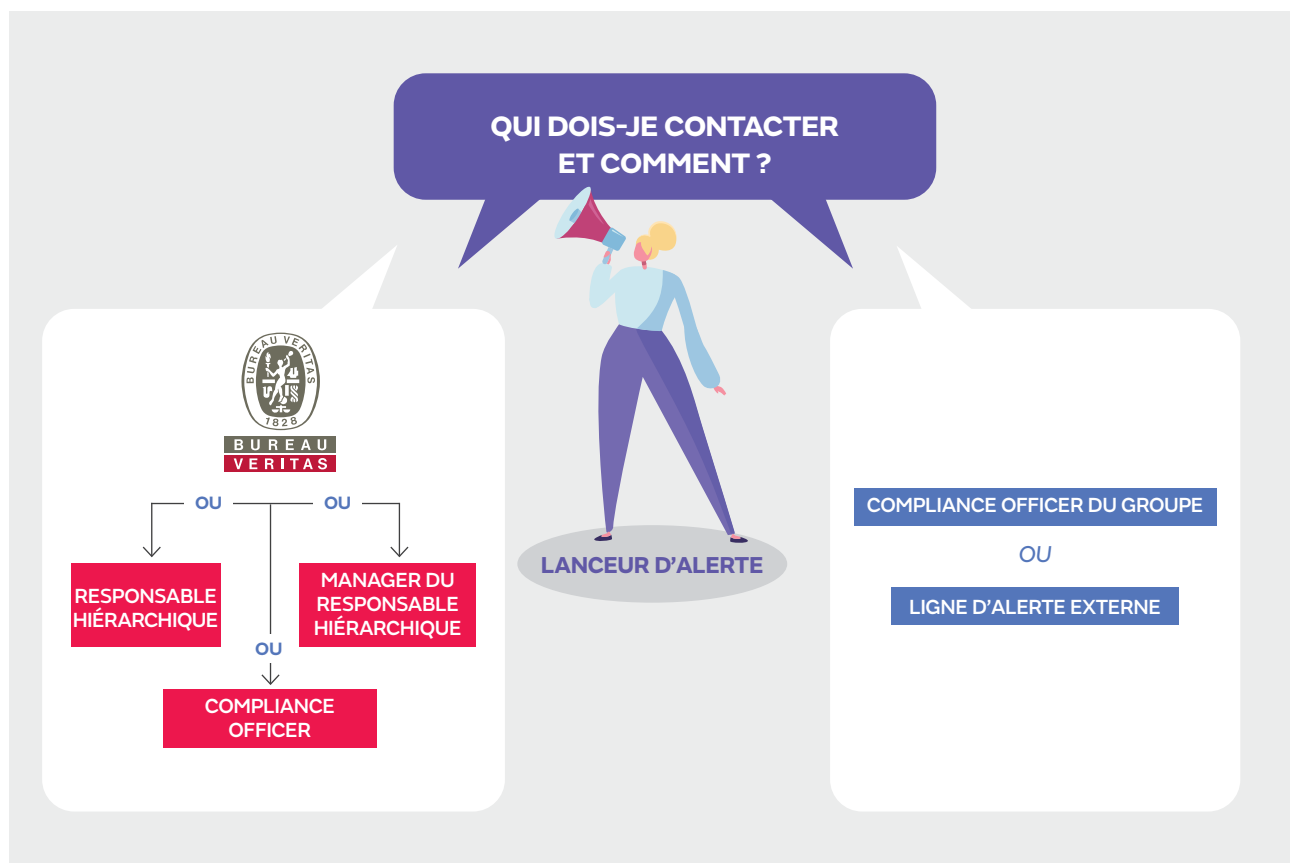 QUI DOIS-JE CONTACTER
ET COMMENT ?
BUREAU VERITAS
1828
BUREAU
VERITAS
OU
OU
RESPONSABLE
HIÉRARCHIQUE
MANAGER DU
RESPONSABLE
HIÉRARCHIQUE
OU
COMPLIANCE
OFFICER
LANCEUR D’ALERTE
COMPLIANCE OFFICER DU GROUPE
OU
LIGNE D’ALERTE EXTERNE